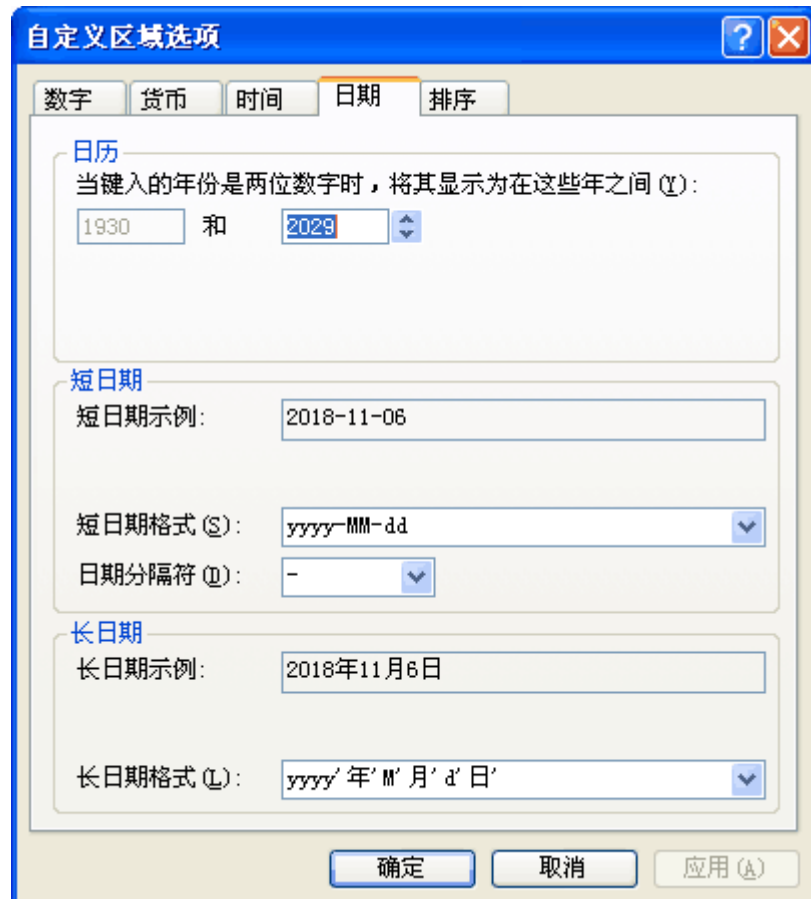 自定义区域选项
数字 货币 时间 日期 排序
日历
当键入的年份是两位数字时，将其显示为在这些年之间(Y):
1930 和 2029
短日期
短日期示例: 2018-11-06
短日期格式(S): yyyy-MM-dd
日期分隔符(D): -
长日期
长日期示例: 2018年11月6日
长日期格式(L): yyyy'年'M'月'd'日'
确定 取消 应用(A)